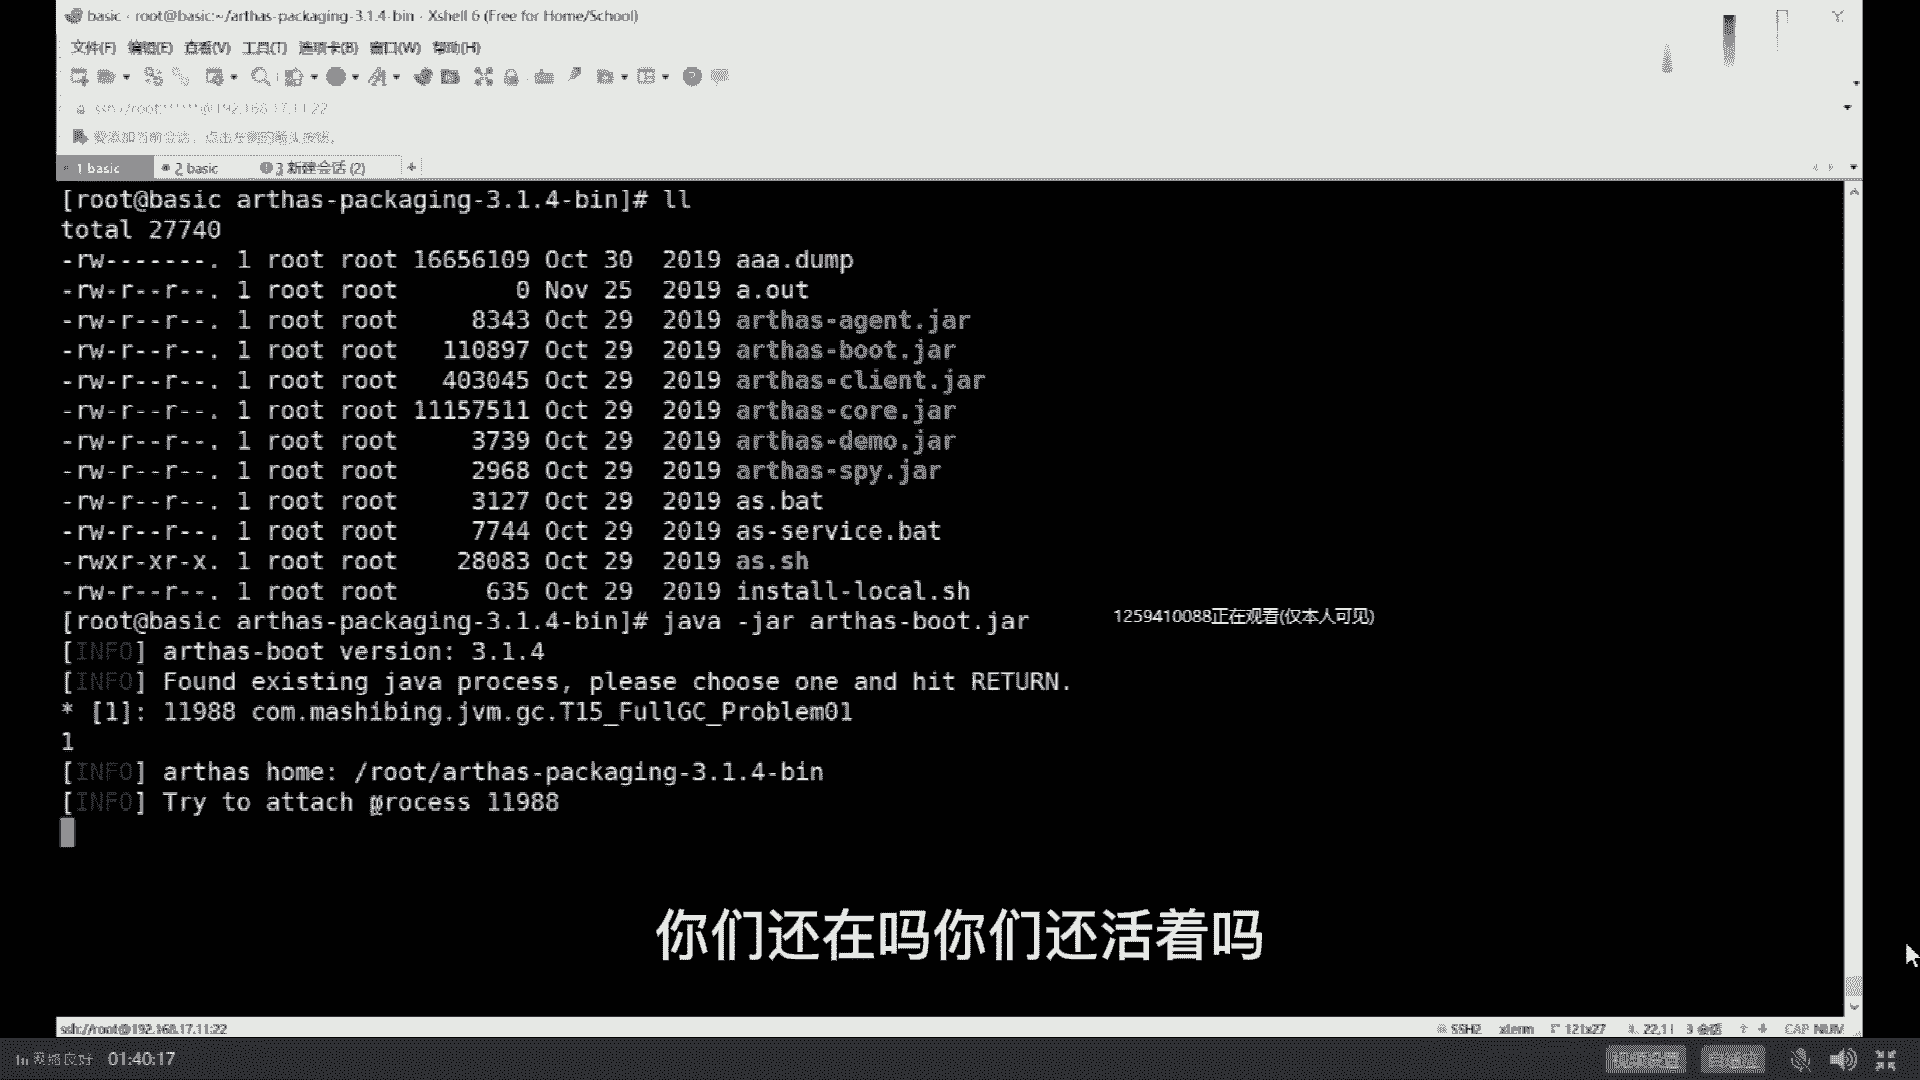 basic - root@basic:~/arthas-packaging-3.1.4-bin - Xshell 6 (Free for Home/School)
文件(F) 编辑(E) 查看(V) 工具(T) 选项卡(B) 窗口(W) 帮助(H)
ssh://root:******@192.168.17.11:22
要添加当前会话，点击左侧的箭头按钮。
1 basic 2 basic 3 新建会话 (2) +
[root@basic arthas-packaging-3.1.4-bin]# ll
total 27740
-rw-------. 1 root root 16656109 Oct 30  2019 aaa.dump
-rw-r--r--. 1 root root        0 Nov 25  2019 a.out
-rw-r--r--. 1 root root     8343 Oct 29  2019 arthas-agent.jar
-rw-r--r--. 1 root root   110897 Oct 29  2019 arthas-boot.jar
-rw-r--r--. 1 root root   403045 Oct 29  2019 arthas-client.jar
-rw-r--r--. 1 root root 11157511 Oct 29  2019 arthas-core.jar
-rw-r--r--. 1 root root     3739 Oct 29  2019 arthas-demo.jar
-rw-r--r--. 1 root root     2968 Oct 29  2019 arthas-spy.jar
-rw-r--r--. 1 root root     3127 Oct 29  2019 as.bat
-rw-r--r--. 1 root root     7744 Oct 29  2019 as-service.bat
-rwxr-xr-x. 1 root root    28083 Oct 29  2019 as.sh
-rw-r--r--. 1 root root      635 Oct 29  2019 install-local.sh
[root@basic arthas-packaging-3.1.4-bin]# java -jar arthas-boot.jar
1259410088正在观看(仅本人可见)
[INFO] arthas-boot version: 3.1.4
[INFO] Found existing java process, please choose one and hit RETURN.
* [1]: 11988 com.mashibing.jvm.gc.T15_FullGC_Problem01
1
[INFO] arthas home: /root/arthas-packaging-3.1.4-bin
[INFO] Try to attach process 11988
你们还在吗你们还活着吗
ssh://root@192.168.17.11:22 SSH2 xterm 121x27 22,1 3 会话 CAP NUM
网络良好 01:40:17 视频设置 自适应